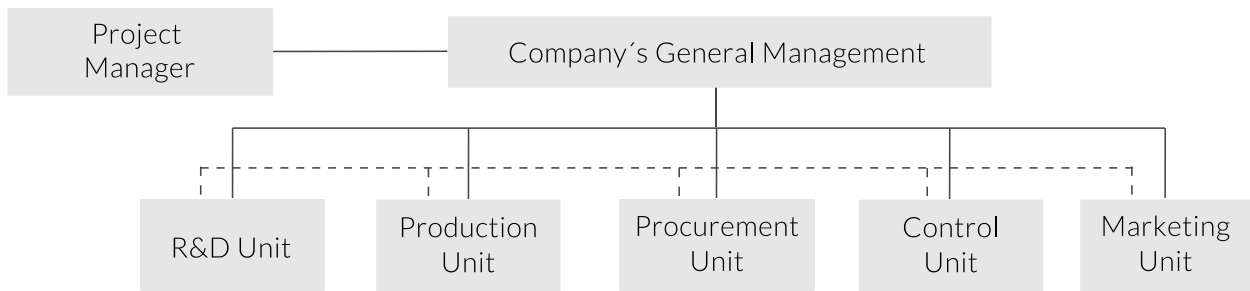 Project
Manager
Company´s General Management
R&D Unit
Production
Unit
Procurement
Unit
Control
Unit
Marketing
Unit